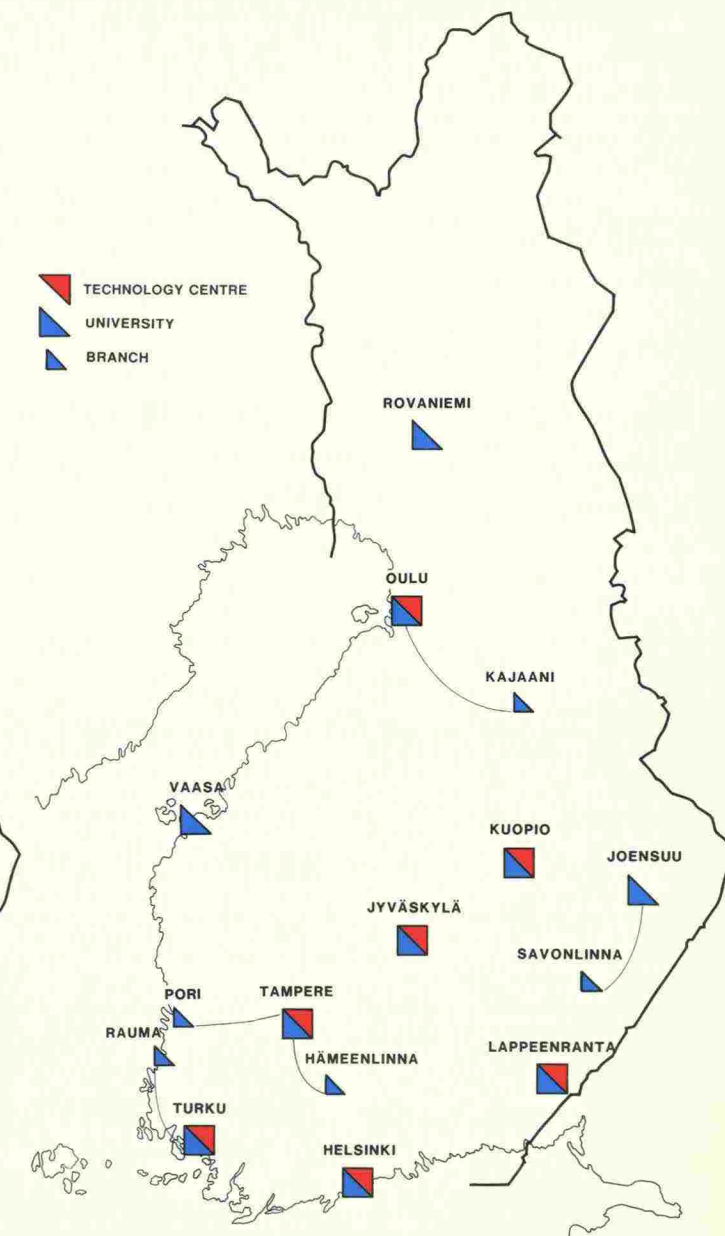 TECHNOLOGY CENTRE
UNIVERSITY
BRANCH
ROVANIEMI
OULU
KAJAANI
VAASA
KUOPIO
JOENSUU
JYVÄSKYLÄ
SAVONLINNA
PORI
TAMPERE
RAUMA
HÄMEENLINNA
LAPPEENRANTA
TURKU
HELSINKI